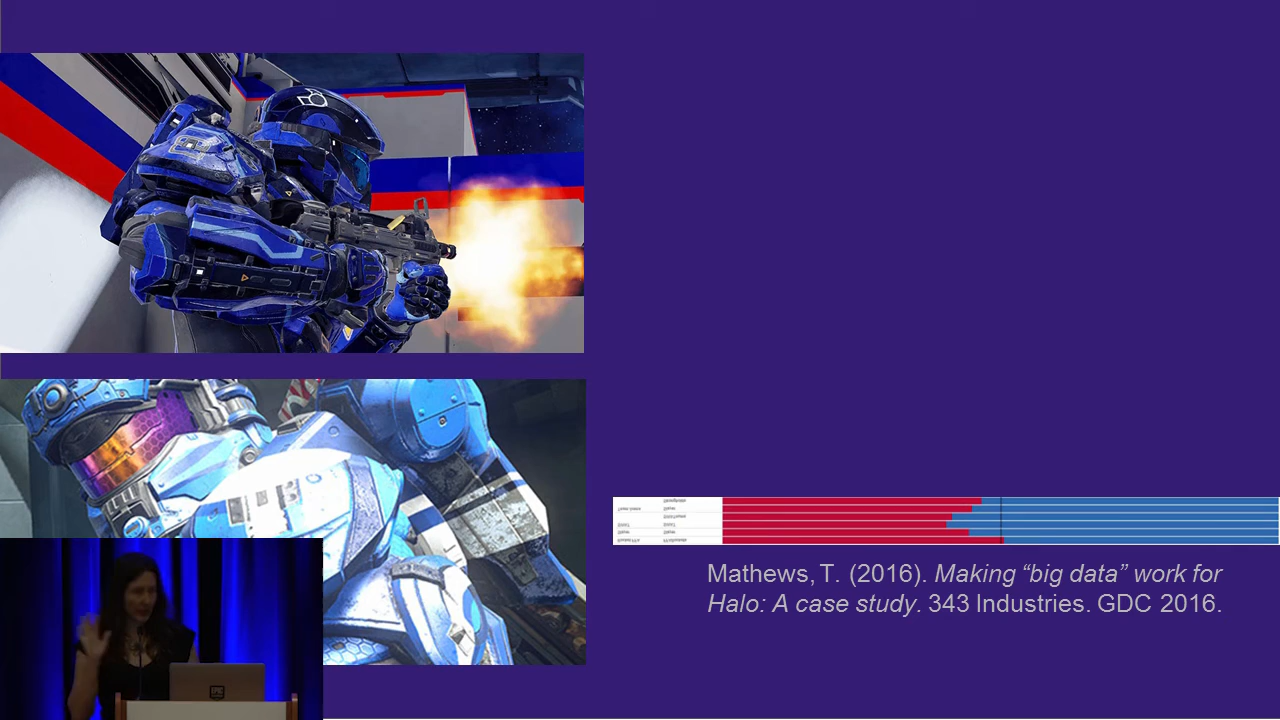 Mathews, T. (2016). Making “big data” work for
Halo: A case study. 343 Industries. GDC 2016.